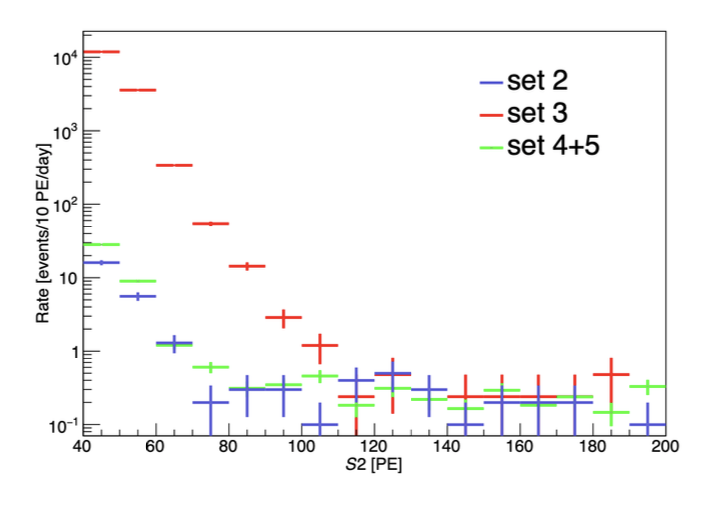 set 2
set 3
set 4+5
10⁴
10³
10²
10
1
10⁻¹
Rate [events/10 PE/day]
40 60 80 100 120 140 160 180 200
S2 [PE]